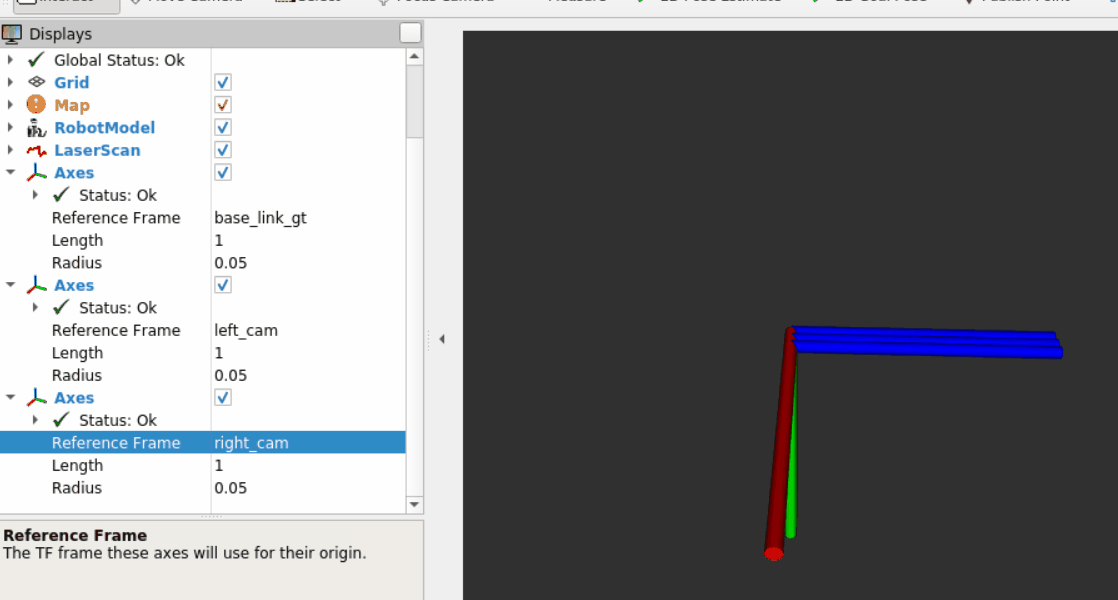 Displays
Global Status: Ok
Grid
Map
RobotModel
LaserScan
Axes
Status: Ok
Reference Frame base_link_gt
Length 1
Radius 0.05
Axes
Status: Ok
Reference Frame left_cam
Length 1
Radius 0.05
Axes
Status: Ok
Reference Frame right_cam
Length 1
Radius 0.05
Reference Frame
The TF frame these axes will use for their origin.